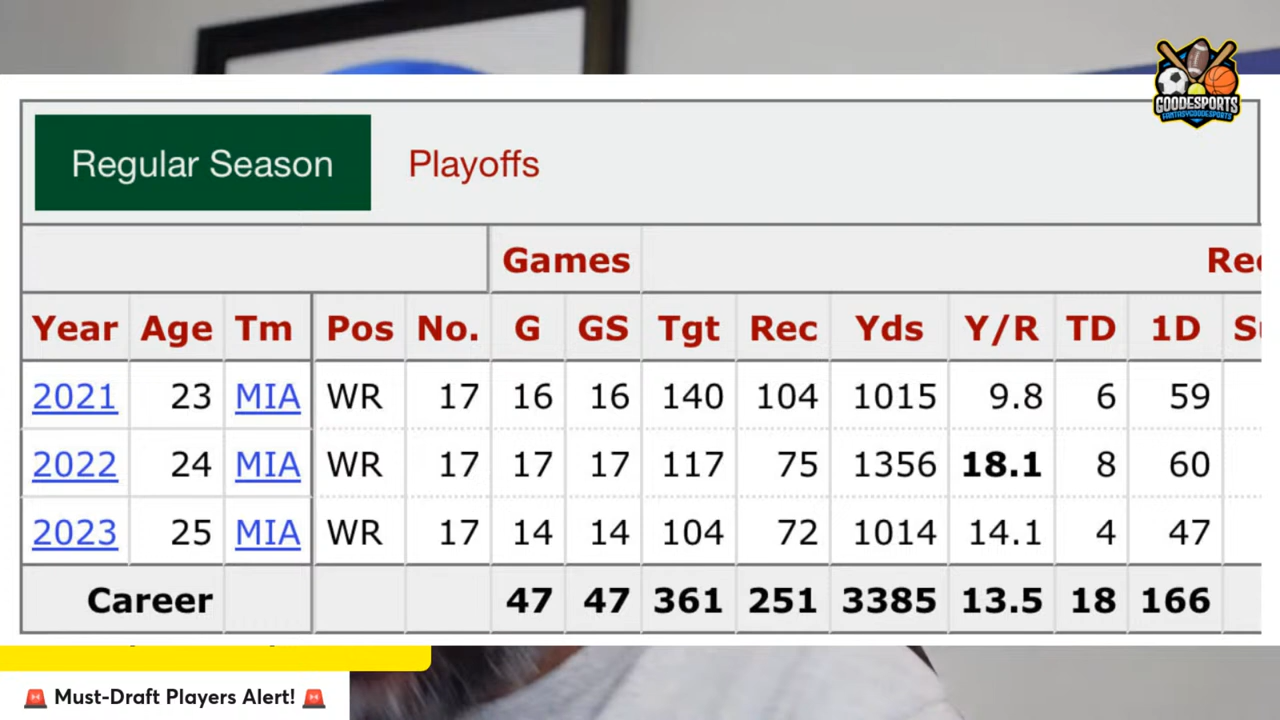 GOODESPORTS
FANTASYGOODESPORTS
Regular Season Playoffs
Games
Year Age Tm Pos No. G GS Tgt Rec Yds Y/R TD 1D
2021 23 MIA WR 17 16 16 140 104 1015 9.8 6 59
2022 24 MIA WR 17 17 17 117 75 1356 18.1 8 60
2023 25 MIA WR 17 14 14 104 72 1014 14.1 4 47
Career 47 47 361 251 3385 13.5 18 166
🚨 Must-Draft Players Alert! 🚨